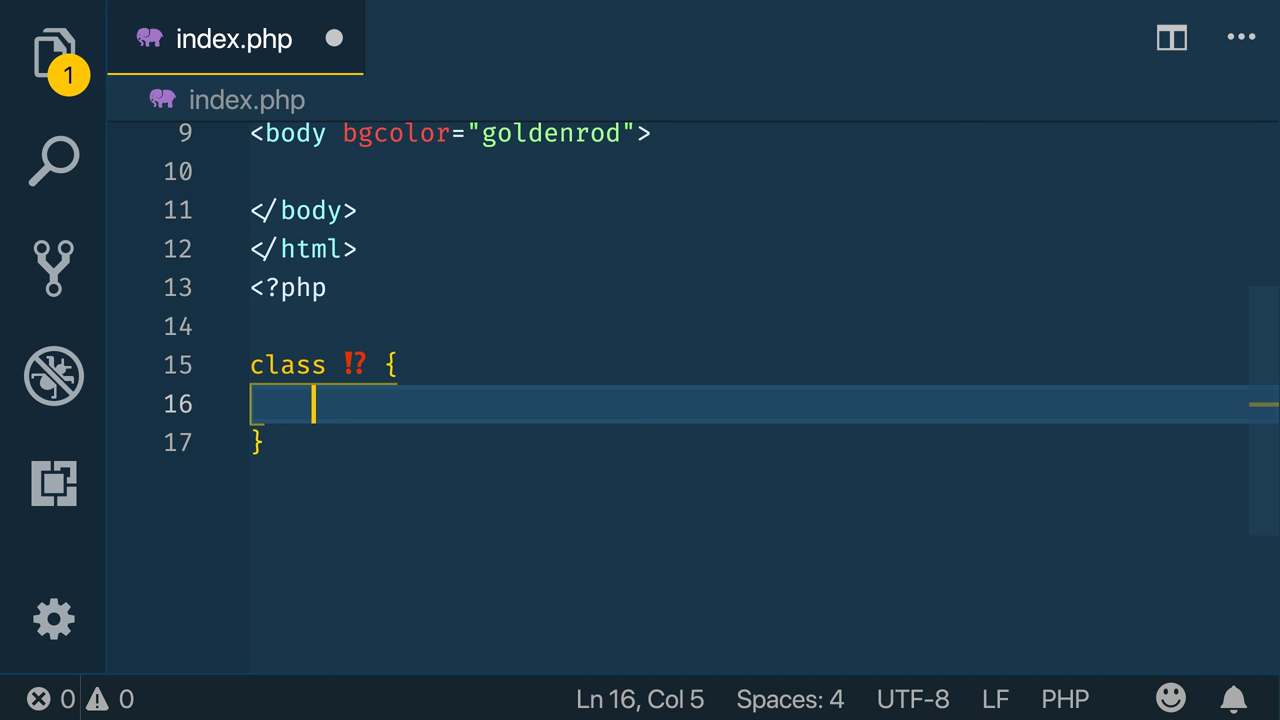 index.php
index.php
1
9 <body bgcolor="goldenrod">
10
11 </body>
12 </html>
13 <?php
14
15 class ⁉ {
16
17 }
0 0 Ln 16, Col 5 Spaces: 4 UTF-8 LF PHP